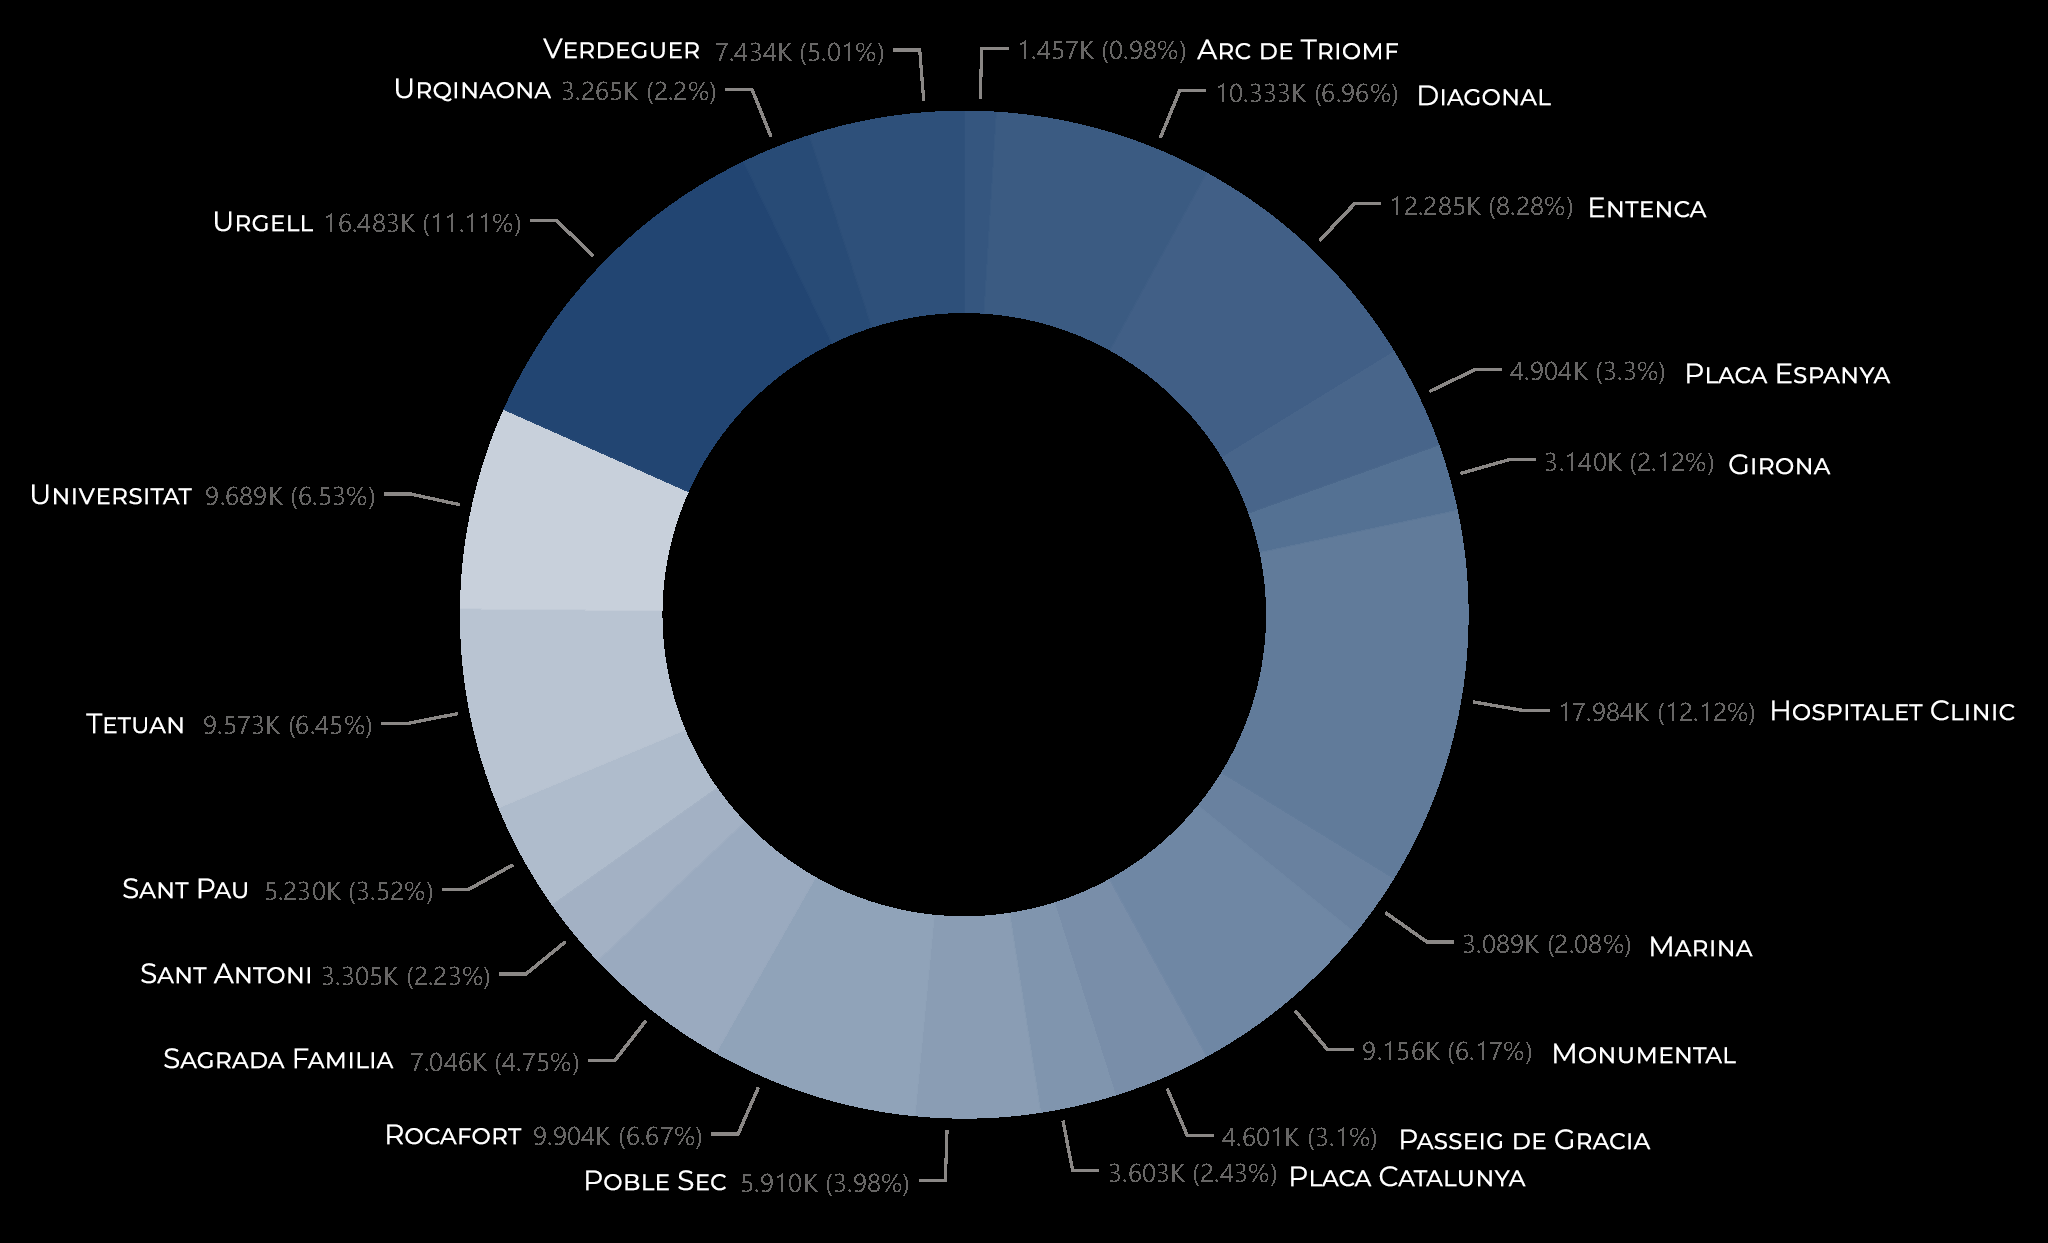 Verdeguer 7.434K (5.01%)
1.457K (0.98%) Arc de Triomf
Urqinaona 3.265K (2.2%)
10.333K (6.96%) Diagonal
Urgell 16.483K (11.11%)
12.285K (8.28%) Entenca
4.904K (3.3%) Placa Espanya
3.140K (2.12%) Girona
Universitat 9.689K (6.53%)
17.984K (12.12%) Hospitalet Clinic
Tetuan 9.573K (6.45%)
Sant Pau 5.230K (3.52%)
3.089K (2.08%) Marina
Sant Antoni 3.305K (2.23%)
9.156K (6.17%) Monumental
Sagrada Familia 7.046K (4.75%)
Rocafort 9.904K (6.67%)
4.601K (3.1%) Passeig de Gracia
3.603K (2.43%) Placa Catalunya
Poble Sec 5.910K (3.98%)